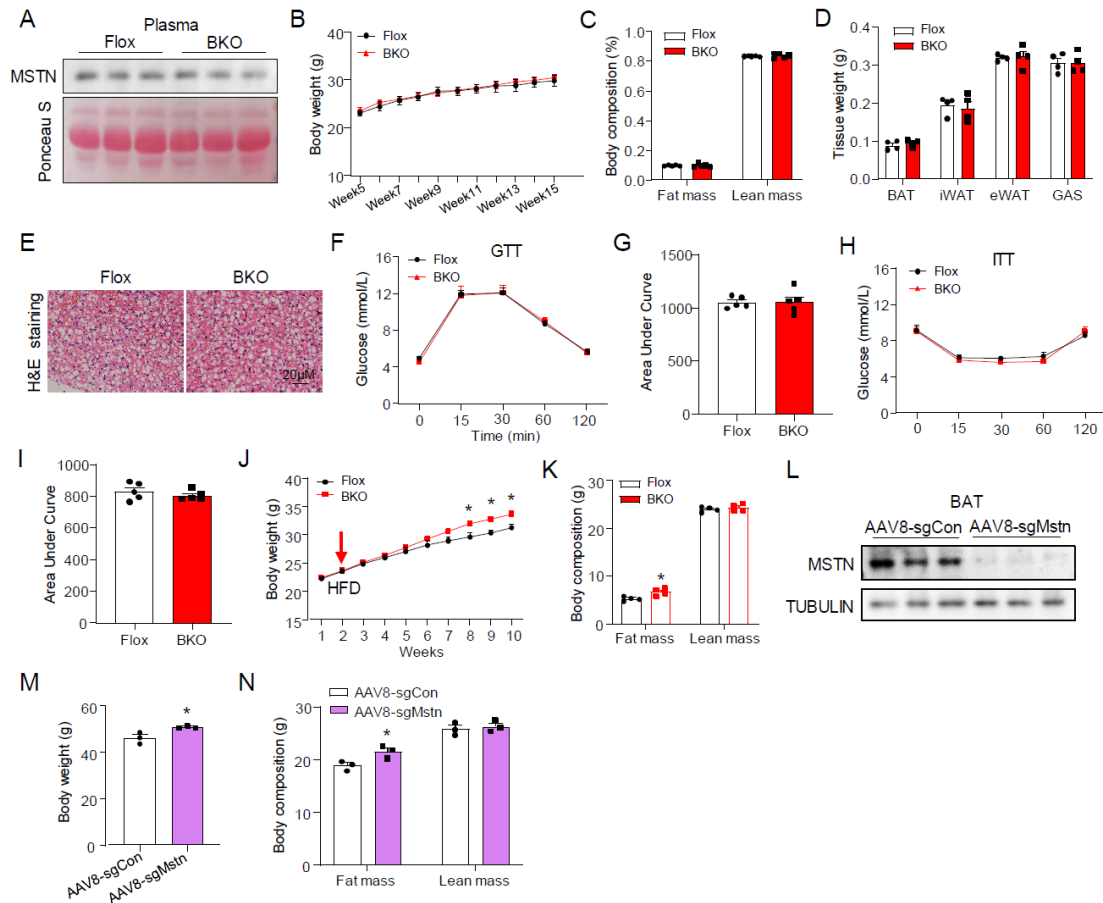 A
Plasma
Flox
BKO
MSTN
Ponceau S
B
Body weight (g)
40
30
20
10
Flox
BKO
Week5
Week7
Week9
Week11
Week13
Week15
C
Body composition (%)
1.0
0.8
0.6
0.4
0.2
0.0
Flox
BKO
Fat mass
Lean mass
D
Tissue weight (g)
0.4
0.3
0.2
0.1
0.0
Flox
BKO
BAT
iWAT
eWAT
GAS
E
Flox
BKO
H&E staining
20µM
F
GTT
Glucose (mmol/L)
16
12
8
4
0
Flox
BKO
0
15
30
60
120
Time (min)
G
Area Under Curve
1500
1000
500
0
Flox
BKO
H
ITT
Glucose (mmol/L)
16
12
8
4
0
Flox
BKO
0
15
30
60
120
I
Area Under Curve
1000
800
600
400
200
0
Flox
BKO
J
Body weight (g)
40
35
30
25
20
15
Flox
BKO
* * *
HFD
1
2
3
4
5
6
7
8
9
10
Weeks
K
Body composition (g)
30
20
10
0
Flox
BKO
*
Fat mass
Lean mass
L
BAT
AAV8-sgCon
AAV8-sgMstn
MSTN
TUBULIN
M
Body weight (g)
60
40
20
0
*
AAV8-sgCon
AAV8-sgMstn
N
Body composition (g)
30
20
10
0
AAV8-sgCon
AAV8-sgMstn
*
Fat mass
Lean mass